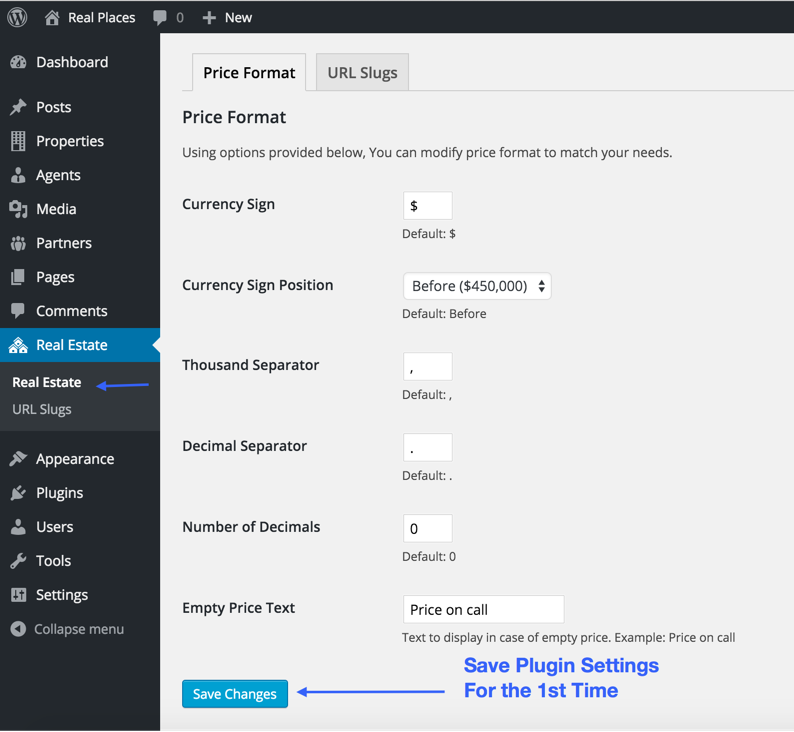 Real Places 0 New
Dashboard
Posts
Properties
Agents
Media
Partners
Pages
Comments
Real Estate
Real Estate
URL Slugs
Appearance
Plugins
Users
Tools
Settings
Collapse menu
Price Format URL Slugs
Price Format
Using options provided below, You can modify price format to match your needs.
Currency Sign $
Default: $
Currency Sign Position Before ($450,000)
Default: Before
Thousand Separator ,
Default: ,
Decimal Separator .
Default: .
Number of Decimals 0
Default: 0
Empty Price Text Price on call
Text to display in case of empty price. Example: Price on call
Save Changes
Save Plugin Settings
For the 1st Time